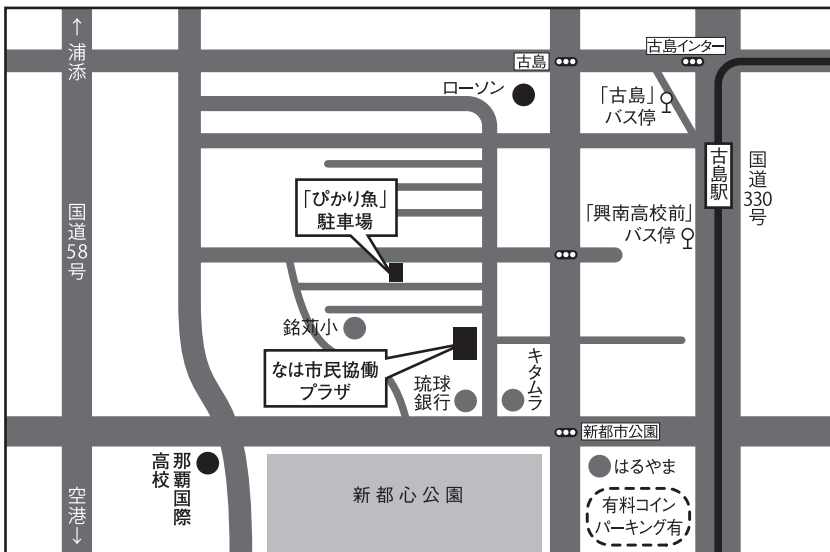 ↑浦添
古島
古島インター
ローソン
「古島」
バス停
古島駅
国道330号
「ぴかり魚」
駐車場
国道58号
「興南高校前」
バス停
銘苅小
なは市民協働
プラザ
琉球
銀行
キタムラ
新都市公園
那覇国際
高校
はるやま
新都心公園
有料コイン
パーキング有
空港↓